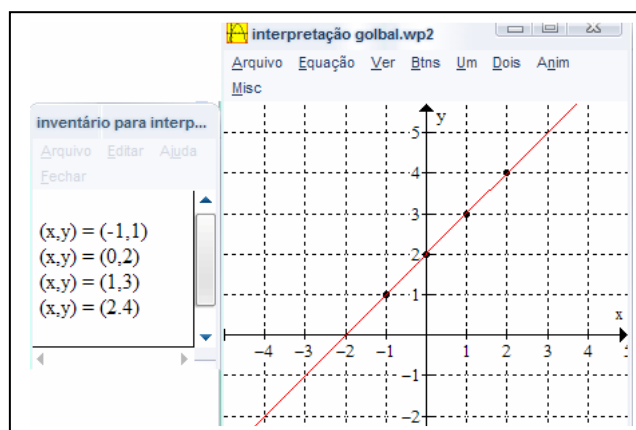 interpretação golbal.wp2
Arquivo Equação Ver Btns Um Dois Anim
Misc
inventário para interp...
Arquivo Editar Ajuda
Fechar
(x,y) = (-1,1)
(x,y) = (0,2)
(x,y) = (1,3)
(x,y) = (2.4)
y
5
4
3
2
1
x
−4 −3 −2 −1 1 2 3 4 5
−1
−2